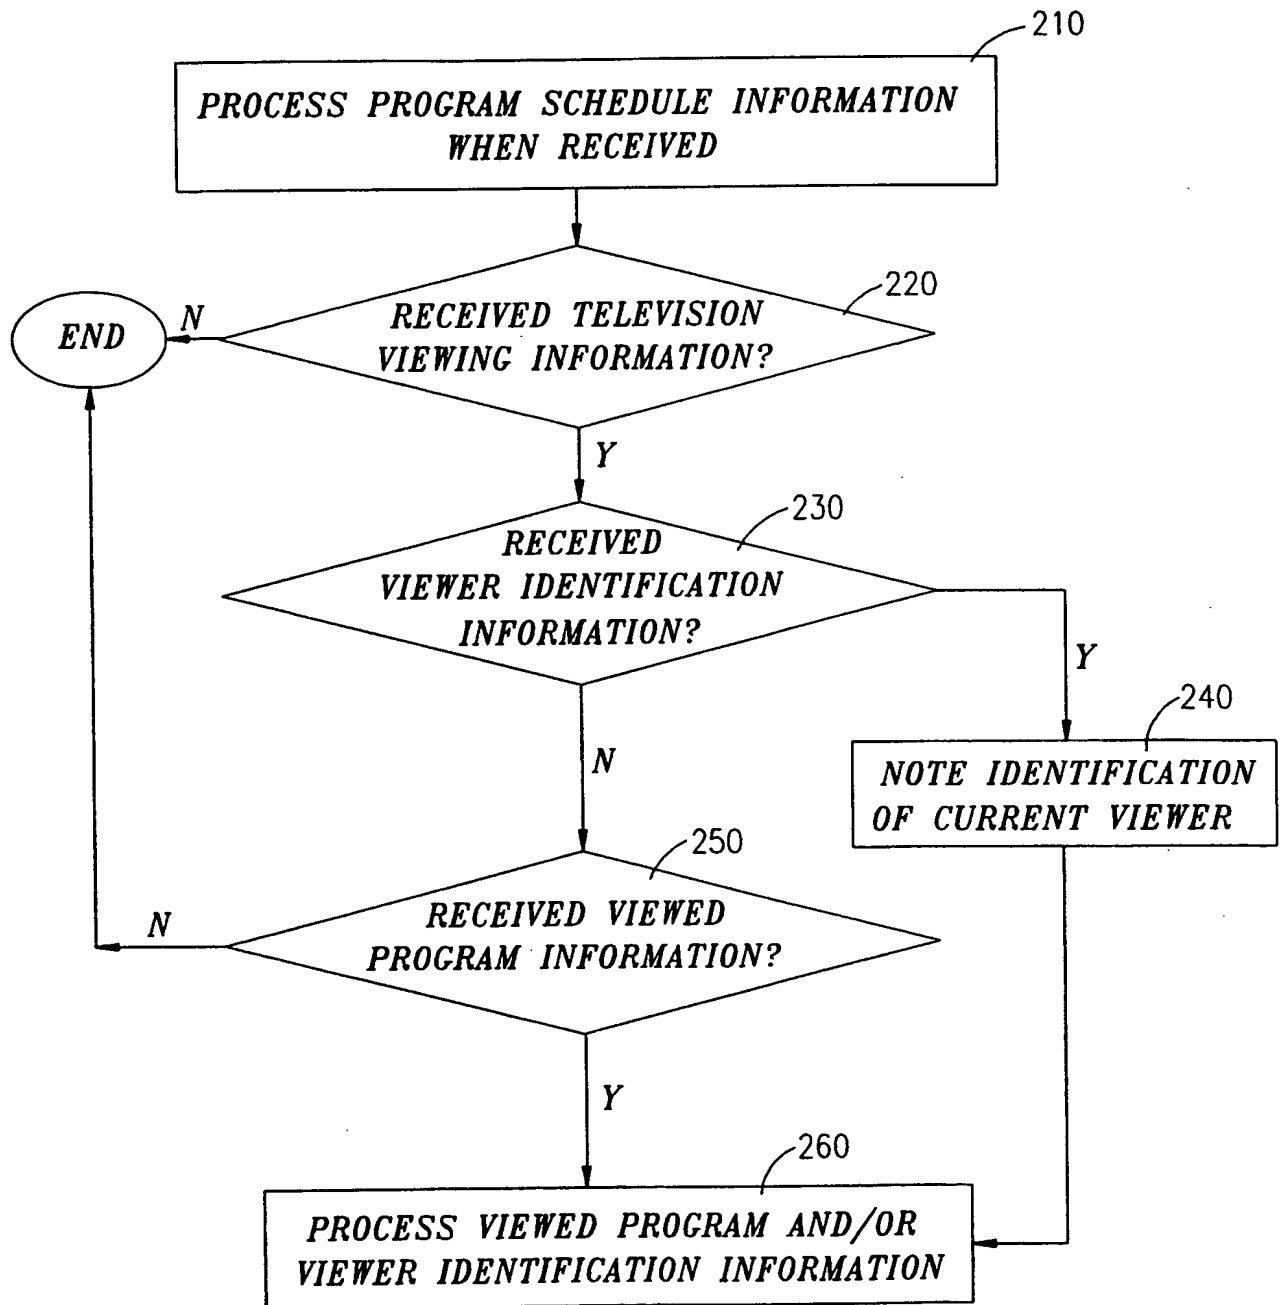 210
PROCESS PROGRAM SCHEDULE INFORMATION
WHEN RECEIVED
220
RECEIVED TELEVISION
VIEWING INFORMATION?
N
END
Y
230
RECEIVED
VIEWER IDENTIFICATION
INFORMATION?
Y
240
NOTE IDENTIFICATION
OF CURRENT VIEWER
N
250
RECEIVED VIEWED
PROGRAM INFORMATION?
N
Y
260
PROCESS VIEWED PROGRAM AND/OR
VIEWER IDENTIFICATION INFORMATION